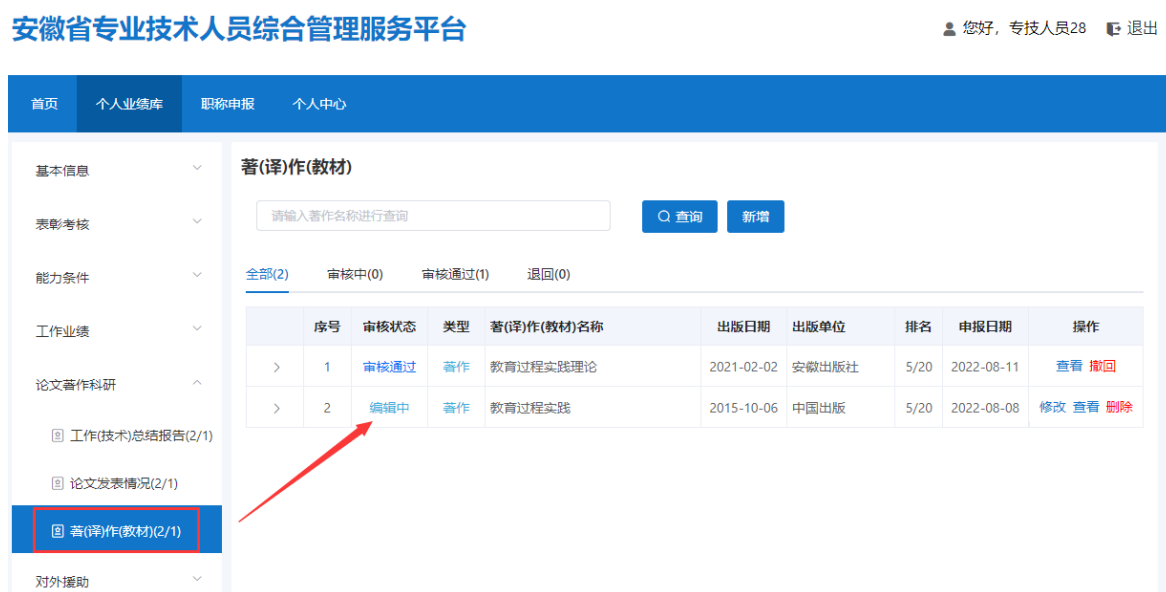 安徽省专业技术人员综合管理服务平台
您好，专技人员28 退出
首页 个人业绩库 职称申报 个人中心
基本信息
表彰考核
能力条件
工作业绩
论文著作科研
工作(技术)总结报告(2/1)
论文发表情况(2/1)
著(译)作(教材)(2/1)
对外援助
著(译)作(教材)
请输入著作名称进行查询 查询 新增
全部(2) 审核中(0) 审核通过(1) 退回(0)
序号 审核状态 类型 著(译)作(教材)名称 出版日期 出版单位 排名 申报日期 操作
1 审核通过 著作 教育过程实践理论 2021-02-02 安徽出版社 5/20 2022-08-11 查看 撤回
2 编辑中 著作 教育过程实践 2015-10-06 中国出版 5/20 2022-08-08 修改 查看 删除